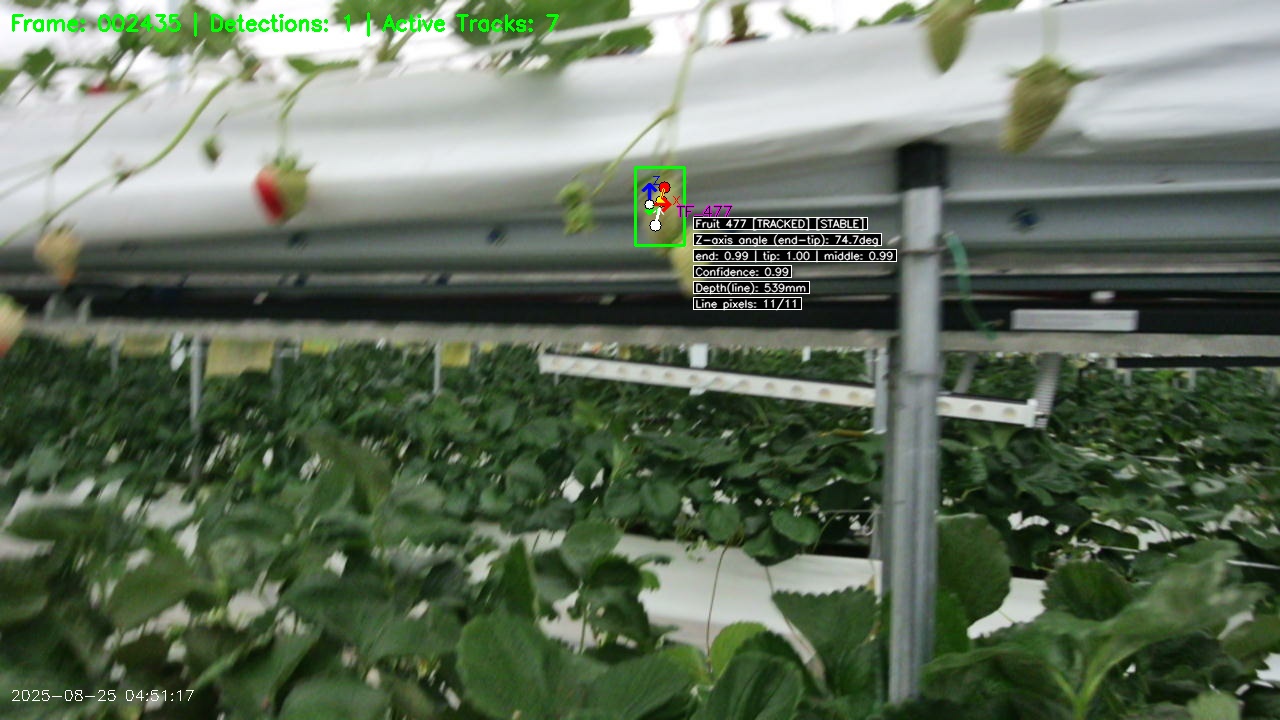 Frame: 002435 | Detections: 1 | Active Tracks: 7
Z
X
TF_477
Fruit 477 [TRACKED] [STABLE]
Z-axis angle (end-tip): 74.7deg
end: 0.99 | tip: 1.00 | middle: 0.99
Confidence: 0.99
Depth(line): 539mm
Line pixels: 11/11
2025-08-25 04:51:17